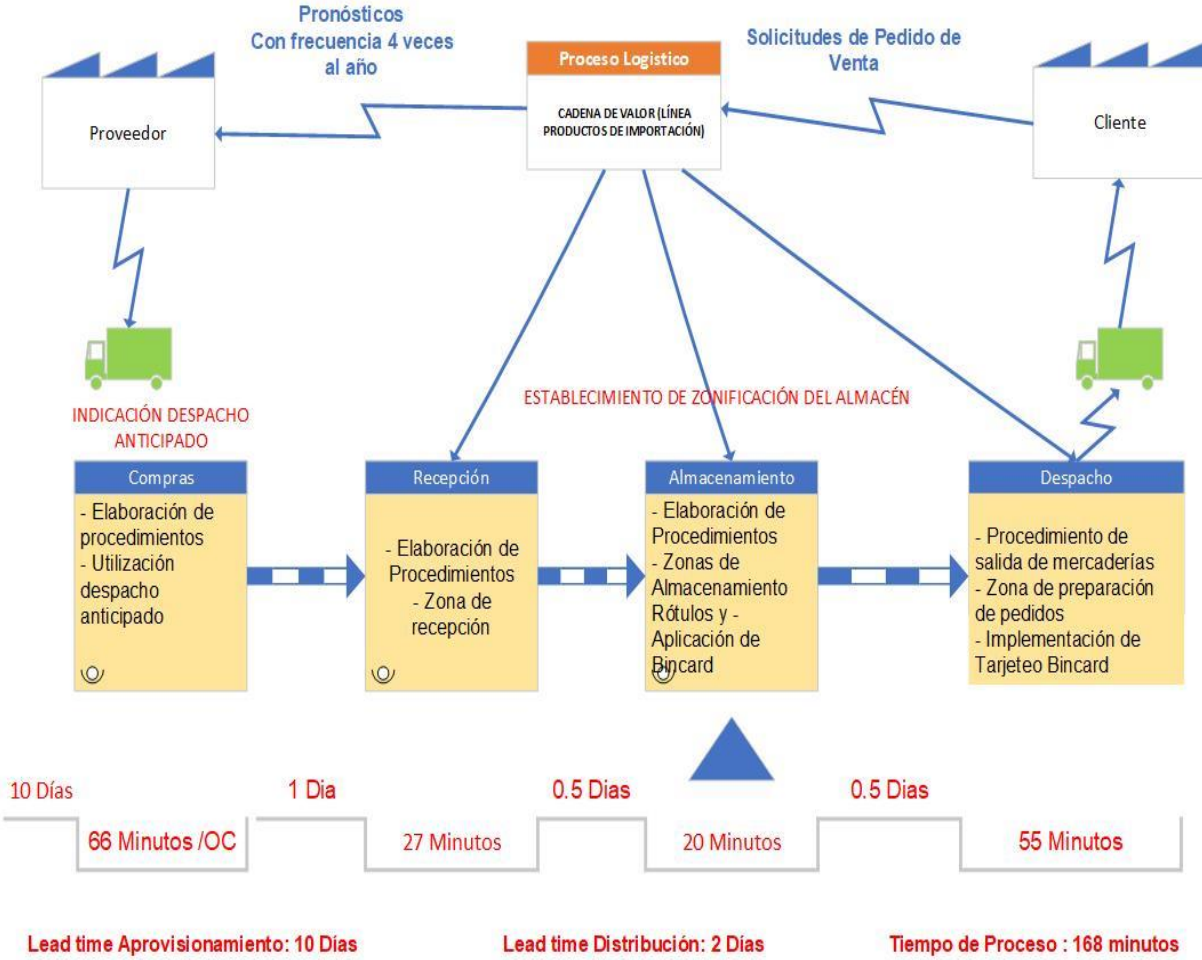 Pronósticos
Con frecuencia 4 veces
al año
Proceso Logistico
CADENA DE VALOR (LÍNEA
PRODUCTOS DE IMPORTACIÓN)
Solicitudes de Pedido de
Venta
Proveedor
Cliente
INDICACIÓN DESPACHO
ANTICIPADO
ESTABLECIMIENTO DE ZONIFICACIÓN DEL ALMACÉN
Compras
- Elaboración de
procedimientos
- Utilización
despacho
anticipado
Recepción
- Elaboración de
Procedimientos
- Zona de
recepción
Almacenamiento
- Elaboración de
Procedimientos
- Zonas de
Almacenamiento
Rótulos y -
Aplicación de
Bincard
Despacho
- Procedimiento de
salida de mercaderías
- Zona de preparación
de pedidos
- Implementación de
Tarjeteo Bincard
10 Días
1 Dia
0.5 Dias
0.5 Dias
66 Minutos /OC
27 Minutos
20 Minutos
55 Minutos
Lead time Aprovisionamiento: 10 Días
Lead time Distribución: 2 Días
Tiempo de Proceso : 168 minutos